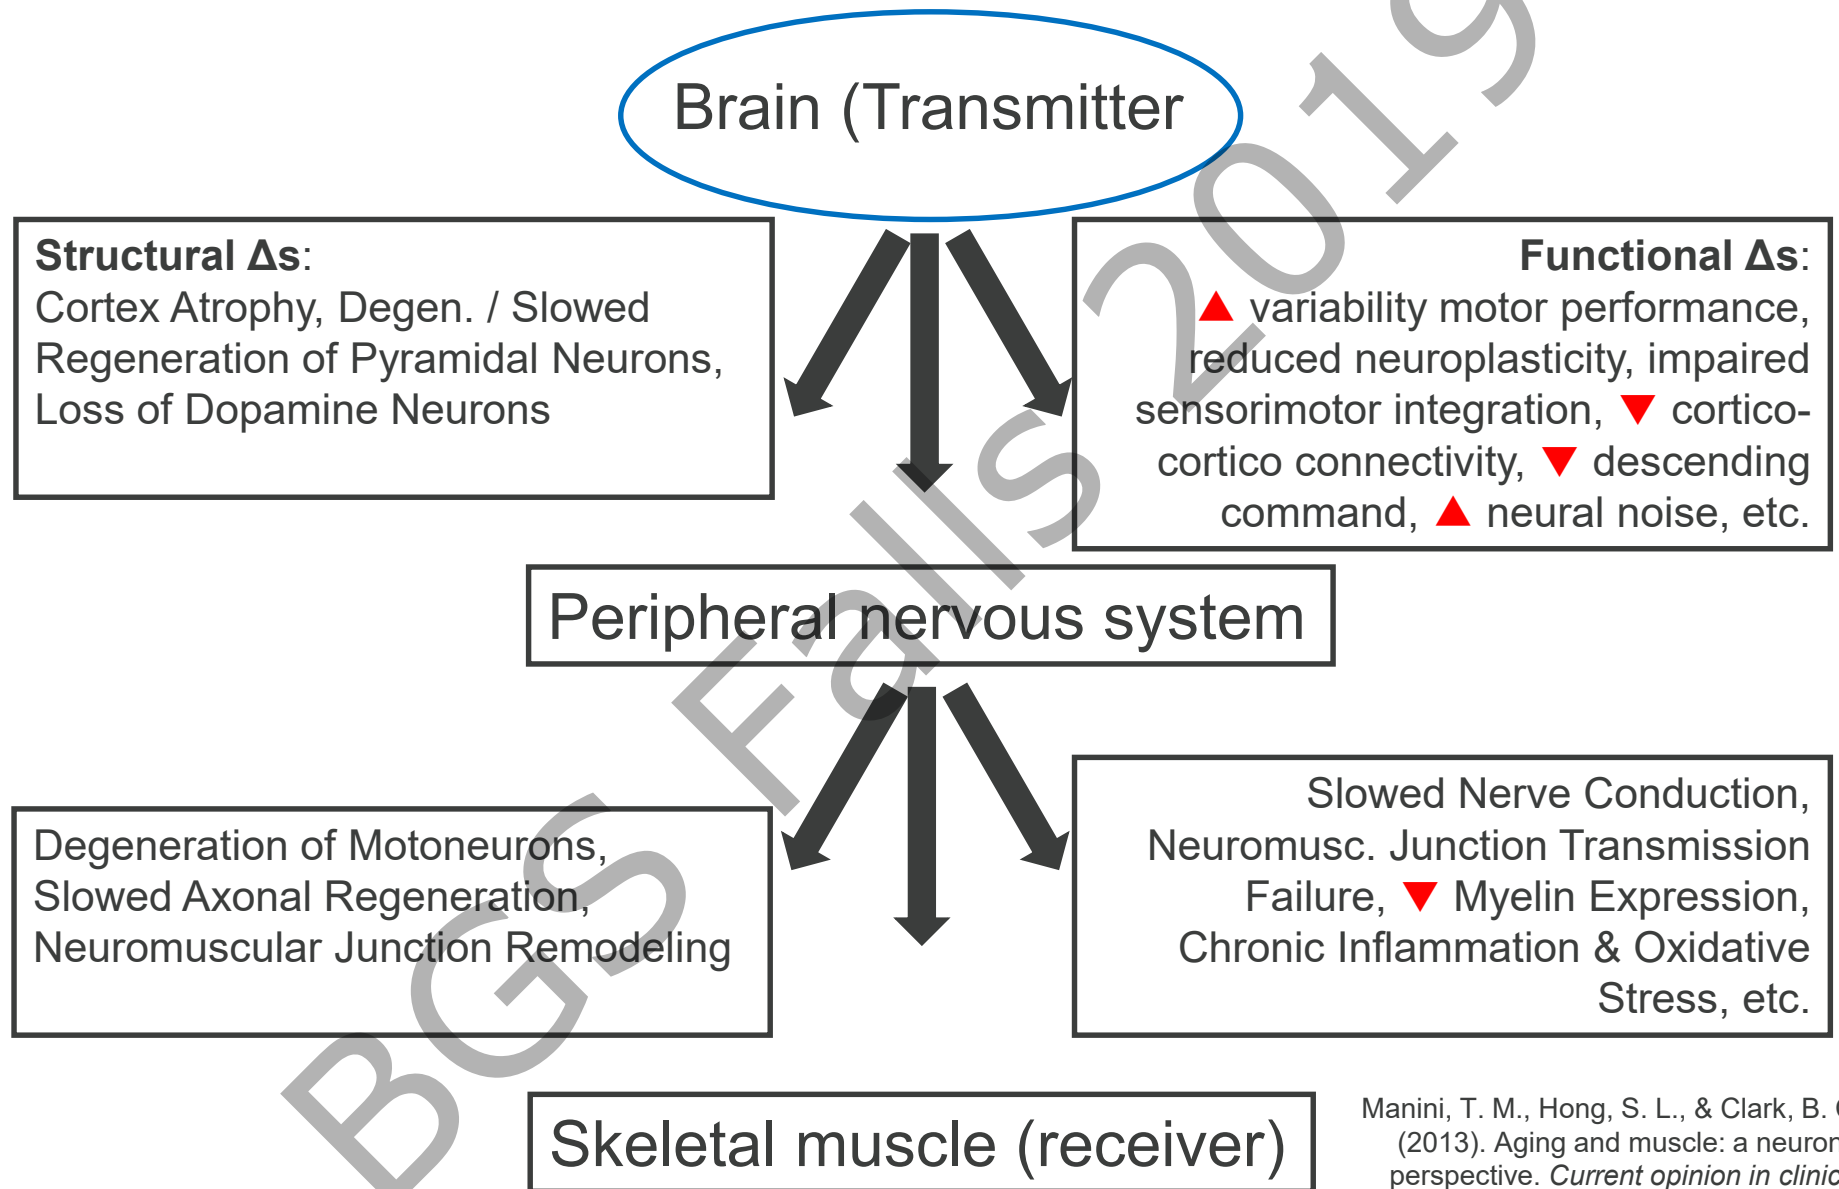 Brain (Transmitter
Structural Δs:
Cortex Atrophy, Degen. / Slowed
Regeneration of Pyramidal Neurons,
Loss of Dopamine Neurons
Functional Δs:
▲ variability motor performance,
reduced neuroplasticity, impaired
sensorimotor integration, ▼ cortico-
cortico connectivity, ▼ descending
command, ▲ neural noise, etc.
Peripheral nervous system
Degeneration of Motoneurons,
Slowed Axonal Regeneration,
Neuromuscular Junction Remodeling
Slowed Nerve Conduction,
Neuromusc. Junction Transmission
Failure, ▼ Myelin Expression,
Chronic Inflammation & Oxidative
Stress, etc.
Skeletal muscle (receiver)
Manini, T. M., Hong, S. L., & Clark, B.
(2013). Aging and muscle: a neuron
perspective. Current opinion in clinic
BGS Falls 2019